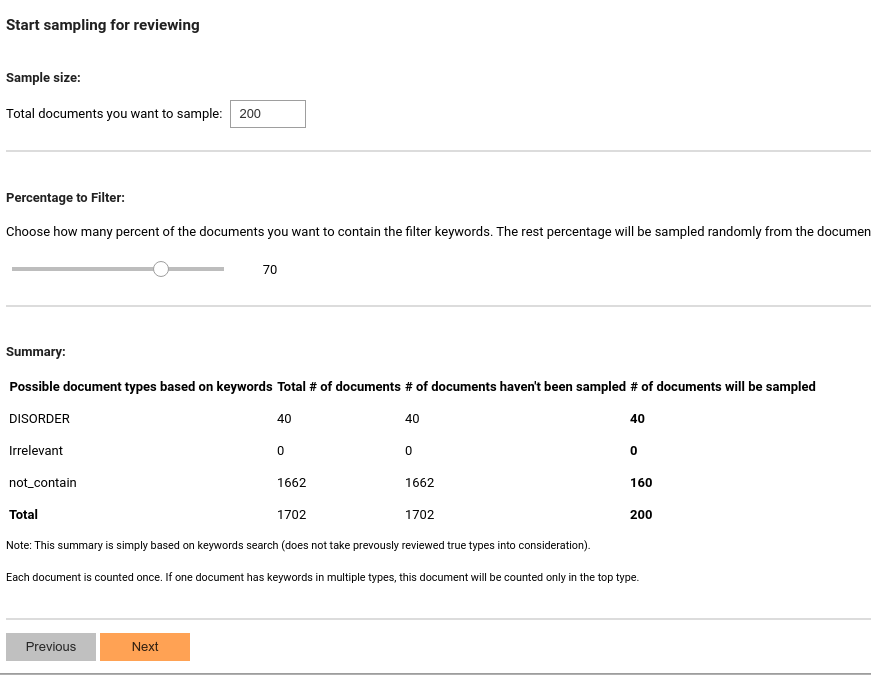 Start sampling for reviewing
Sample size:
Total documents you want to sample: 200
Percentage to Filter:
Choose how many percent of the documents you want to contain the filter keywords. The rest percentage will be sampled randomly from the documen
70
Summary:
Possible document types based on keywords Total # of documents # of documents haven't been sampled # of documents will be sampled
DISORDER 40 40 40
Irrelevant 0 0 0
not_contain 1662 1662 160
Total 1702 1702 200
Note: This summary is simply based on keywords search (does not take prevously reviewed true types into consideration).
Each document is counted once. If one document has keywords in multiple types, this document will be counted only in the top type.
Previous Next